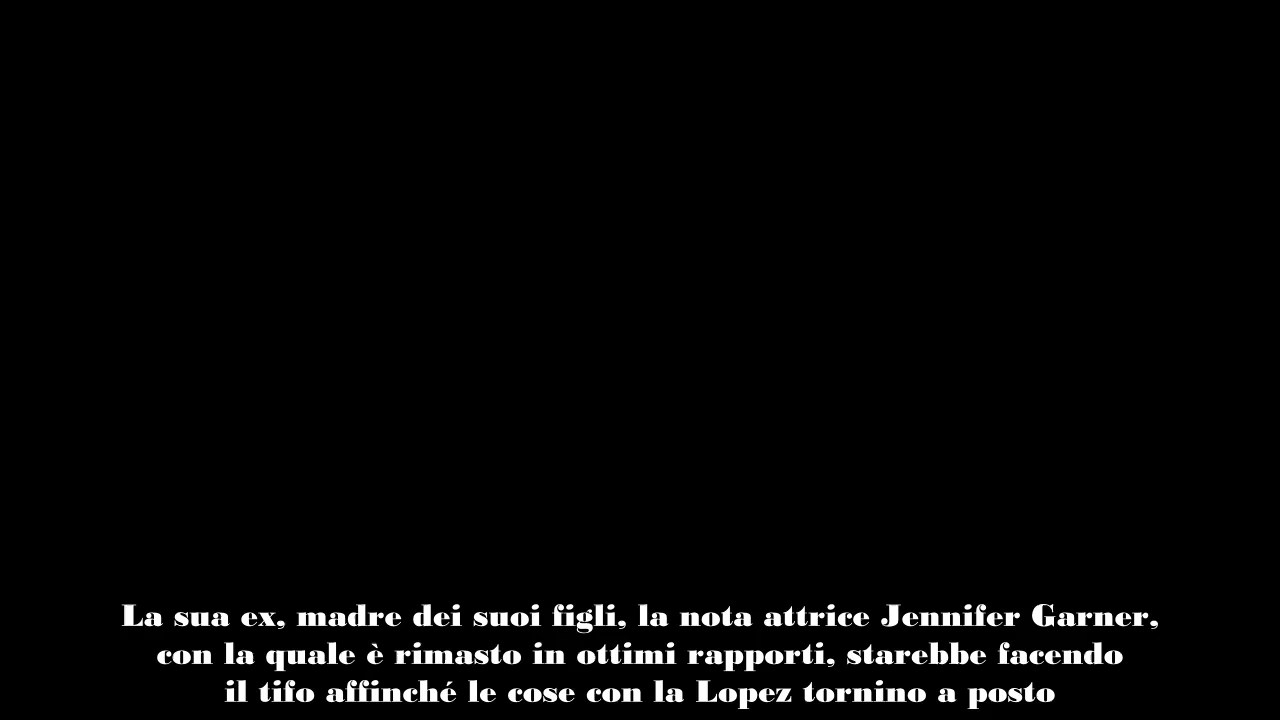 La sua ex, madre dei suoi figli, la nota attrice Jennifer Garner,
con la quale è rimasto in ottimi rapporti, starebbe facendo
il tifo affinché le cose con la Lopez tornino a posto